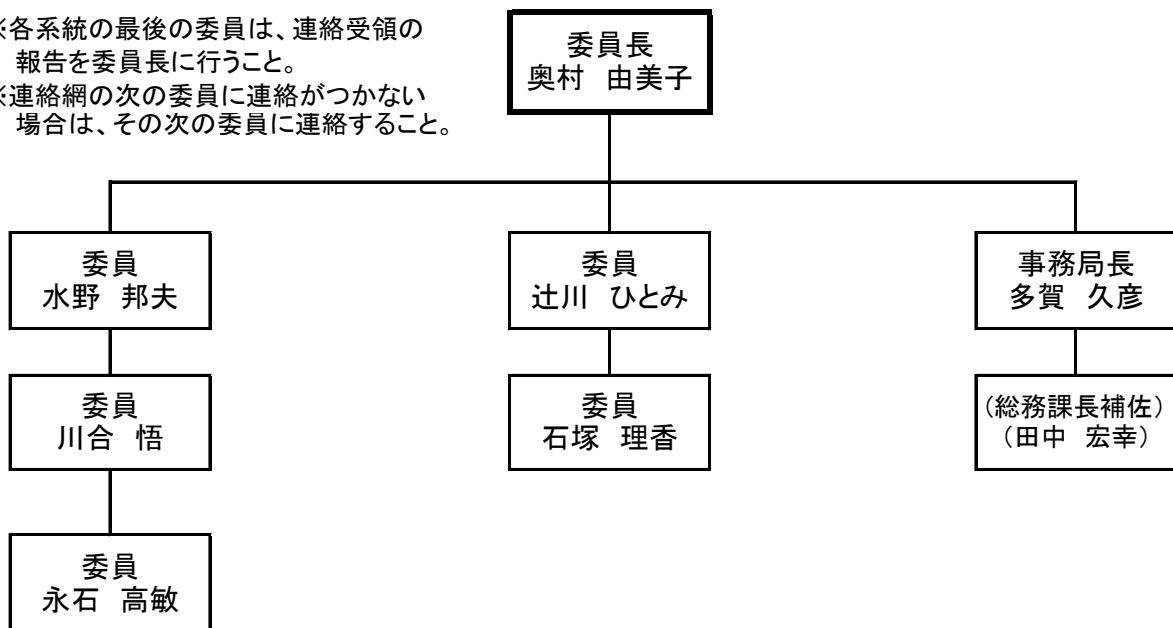 ※各系統の最後の委員は、連絡受領の
報告を委員長に行うこと。
※連絡網の次の委員に連絡がつかない
場合は、その次の委員に連絡すること。
委員長
奥村 由美子
委員
水野 邦夫
委員
辻川 ひとみ
事務局長
多賀 久彦
委員
川合 悟
委員
石塚 理香
(総務課長補佐)
(田中 宏幸)
委員
永石 高敏